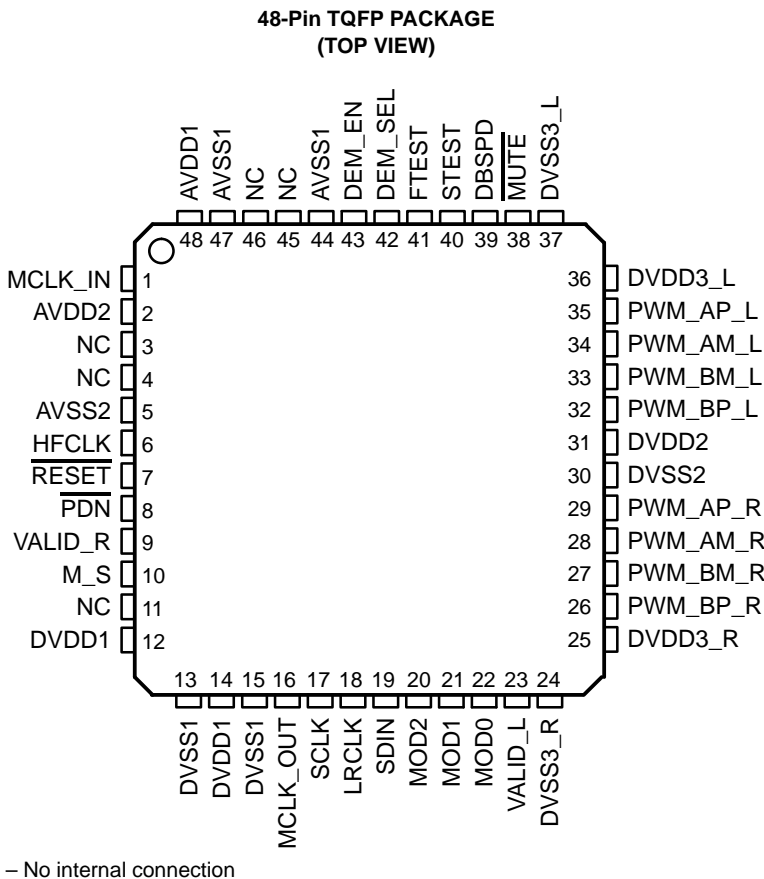 48-Pin TQFP PACKAGE
(TOP VIEW)
AVDD1
AVSS1
NC
NC
AVSS1
DEM_EN
DEM_SEL
FTEST
STEST
DBSPD
MUTE
DVSS3_L
48 47 46 45 44 43 42 41 40 39 38 37
MCLK_IN 1
AVDD2 2
NC 3
NC 4
AVSS2 5
HFCLK 6
RESET 7
PDN 8
VALID_R 9
M_S 10
NC 11
DVDD1 12
36 DVDD3_L
35 PWM_AP_L
34 PWM_AM_L
33 PWM_BM_L
32 PWM_BP_L
31 DVDD2
30 DVSS2
29 PWM_AP_R
28 PWM_AM_R
27 PWM_BM_R
26 PWM_BP_R
25 DVDD3_R
13 14 15 16 17 18 19 20 21 22 23 24
DVSS1
DVDD1
DVSS1
MCLK_OUT
SCLK
LRCLK
SDIN
MOD2
MOD1
MOD0
VALID_L
DVSS3_R
– No internal connection